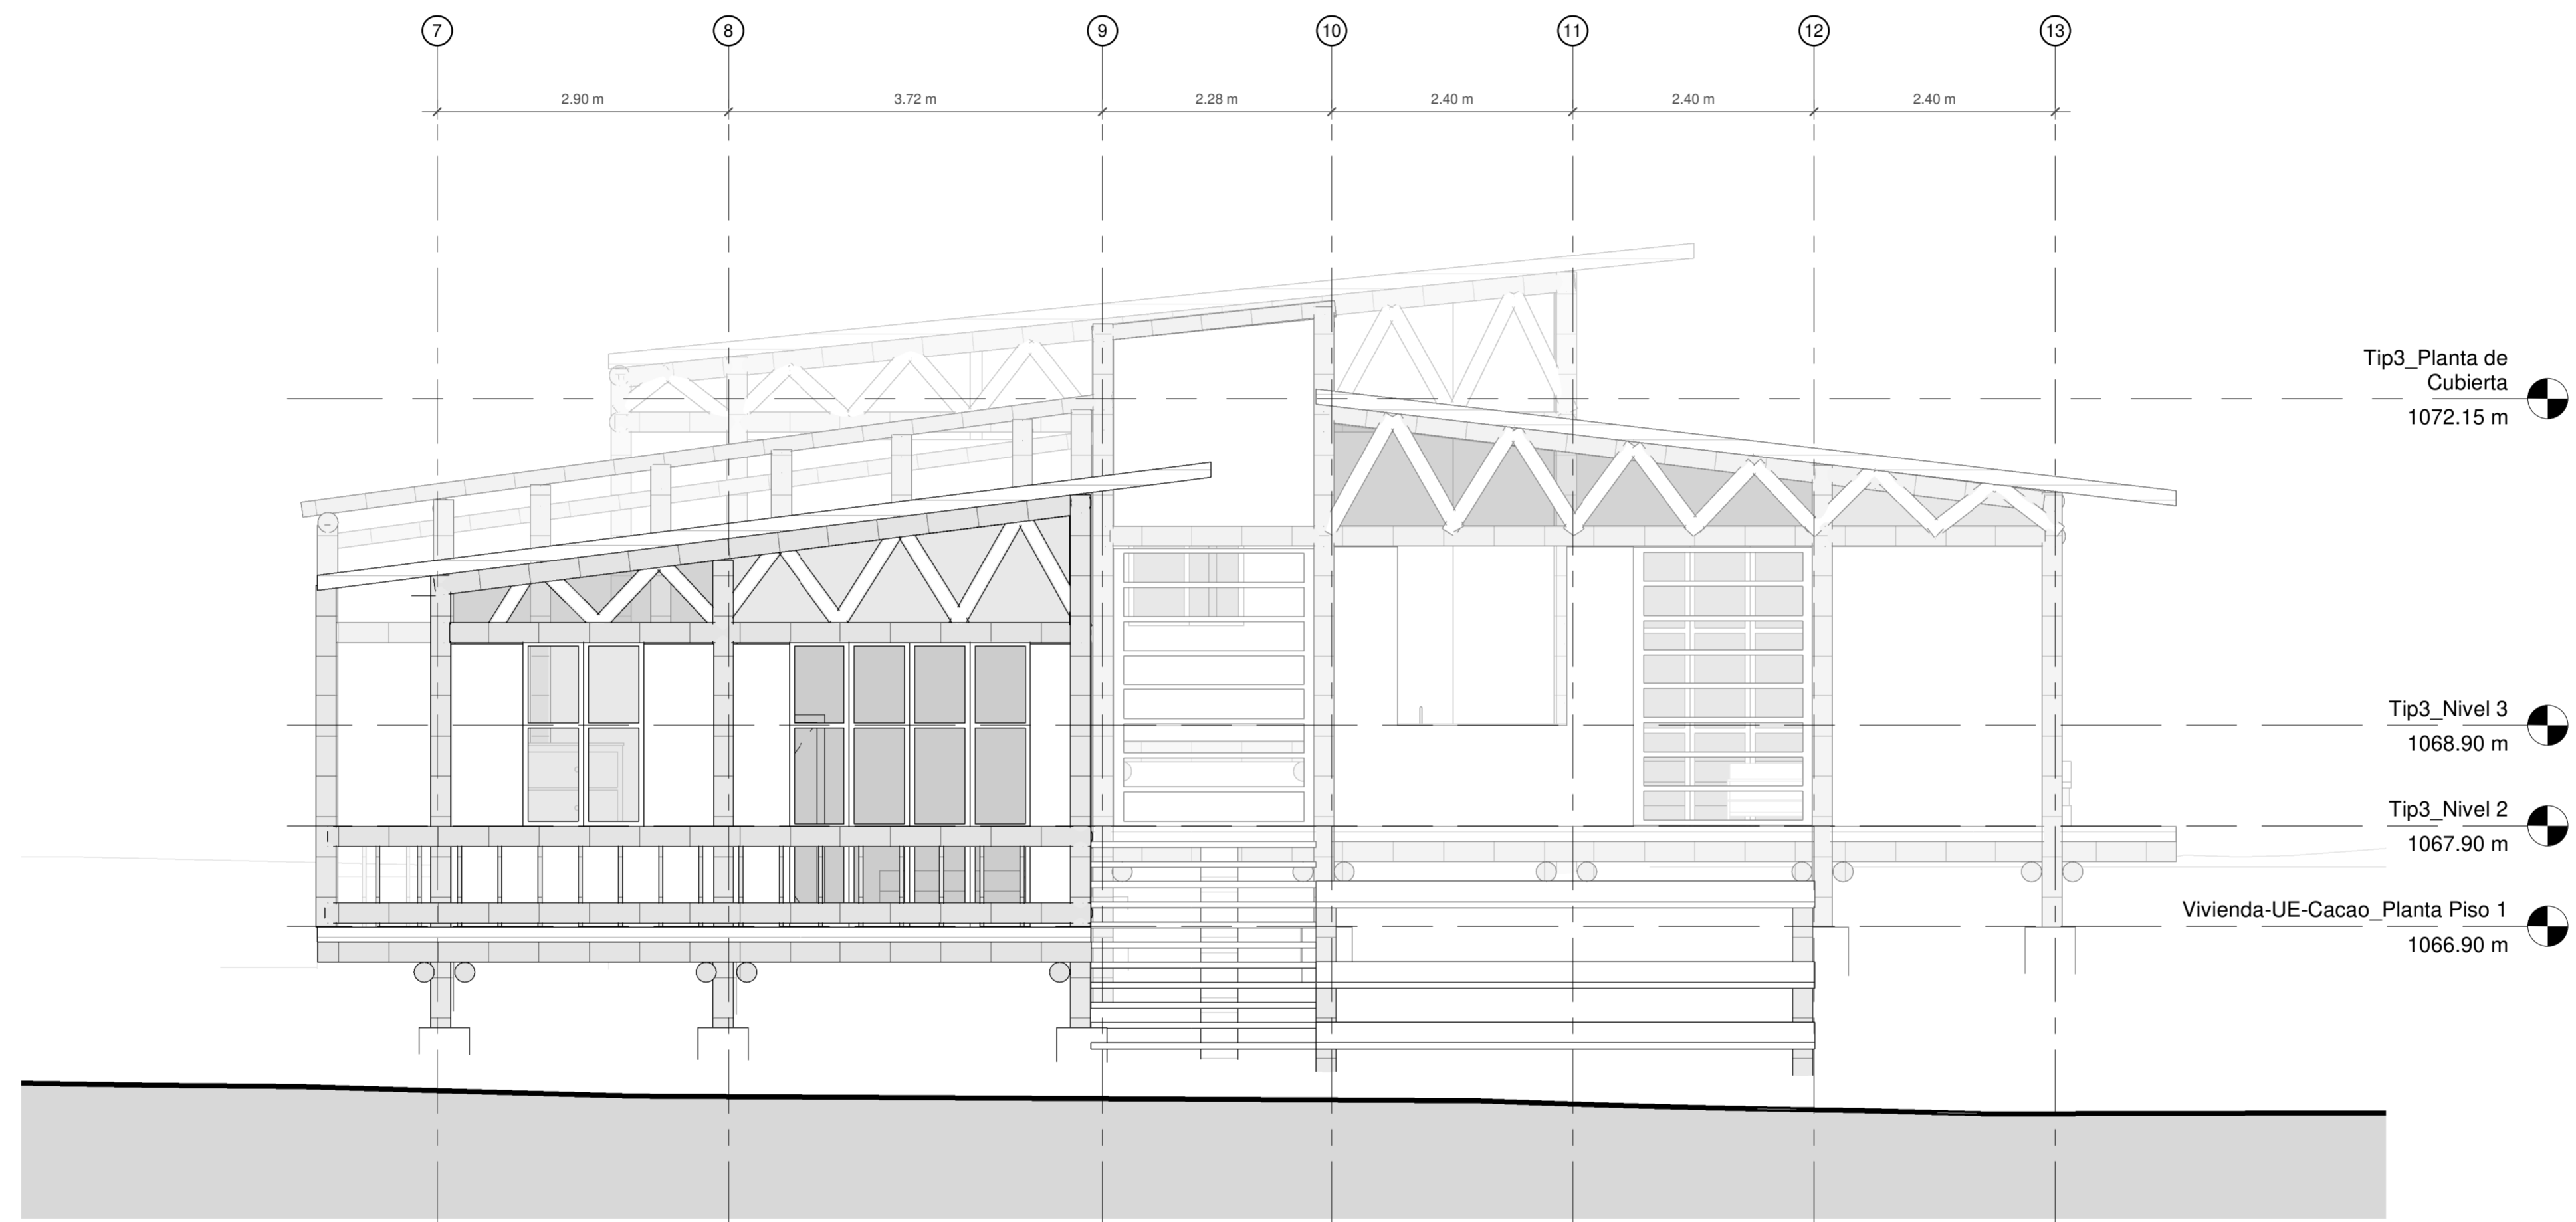 7
8
9
10
11
12
13
2.90 m
3.72 m
2.28 m
2.40 m
2.40 m
2.40 m
Tip3_Planta de
Cubierta
1072.15 m
Tip3_Nivel 3
1068.90 m
Tip3_Nivel 2
1067.90 m
Vivienda-UE-Cacao_Planta Piso 1
1066.90 m